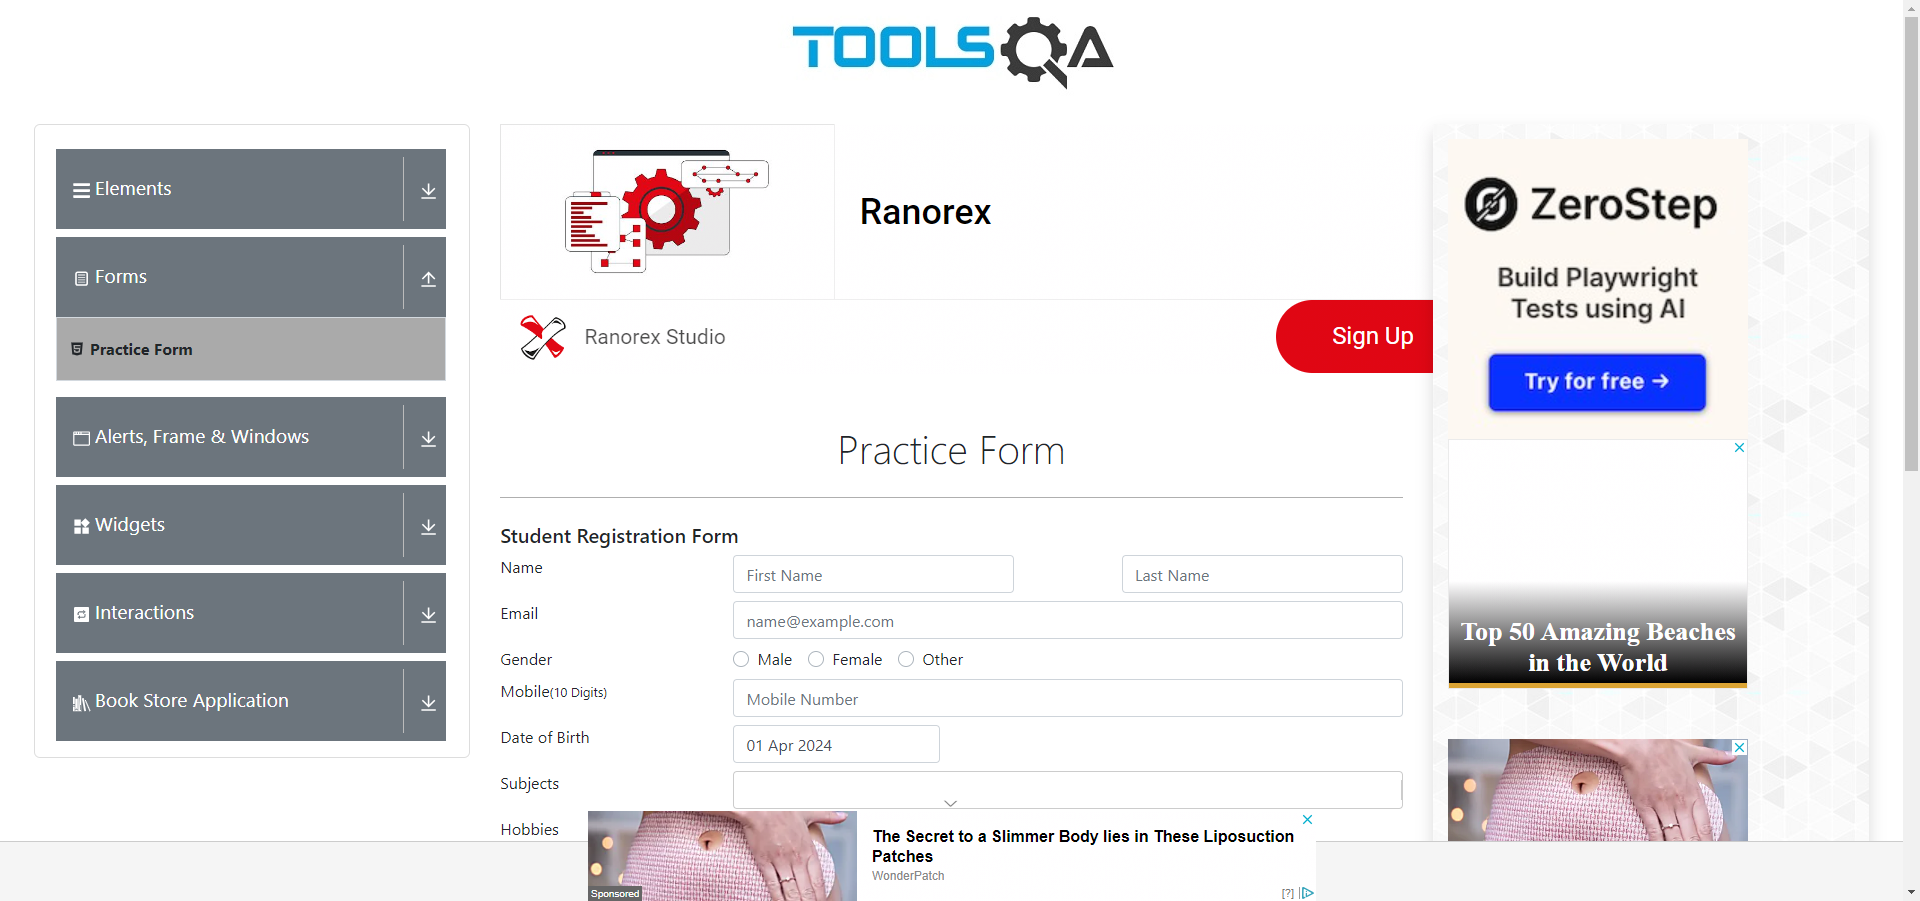 TOOLSQA
Elements
Forms
Practice Form
Alerts, Frame & Windows
Widgets
Interactions
Book Store Application
Ranorex
Ranorex Studio
Sign Up
Practice Form
Student Registration Form
Name
First Name
Last Name
Email
name@example.com
Gender
Male
Female
Other
Mobile(10 Digits)
Mobile Number
Date of Birth
01 Apr 2024
Subjects
Hobbies
ZeroStep
Build Playwright
Tests using AI
Try for free →
Top 50 Amazing Beaches
in the World
The Secret to a Slimmer Body lies in These Liposuction
Patches
WonderPatch
Sponsored
[?]